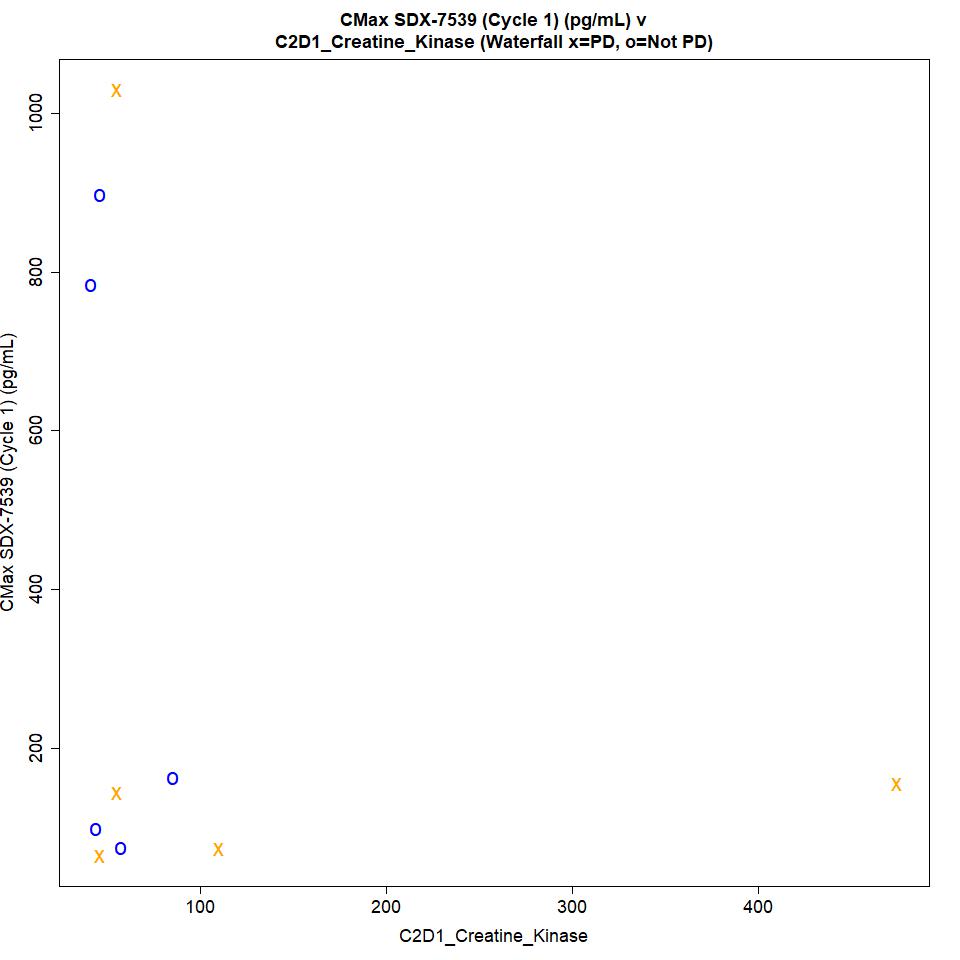 CMax SDX-7539 (Cycle 1) (pg/mL) v
C2D1_Creatine_Kinase (Waterfall x=PD, o=Not PD)
CMax SDX-7539 (Cycle 1) (pg/mL)
1000
800
600
400
200
X
O
O
O
X
X
O
O
X
X
100
200
300
400
C2D1_Creatine_Kinase